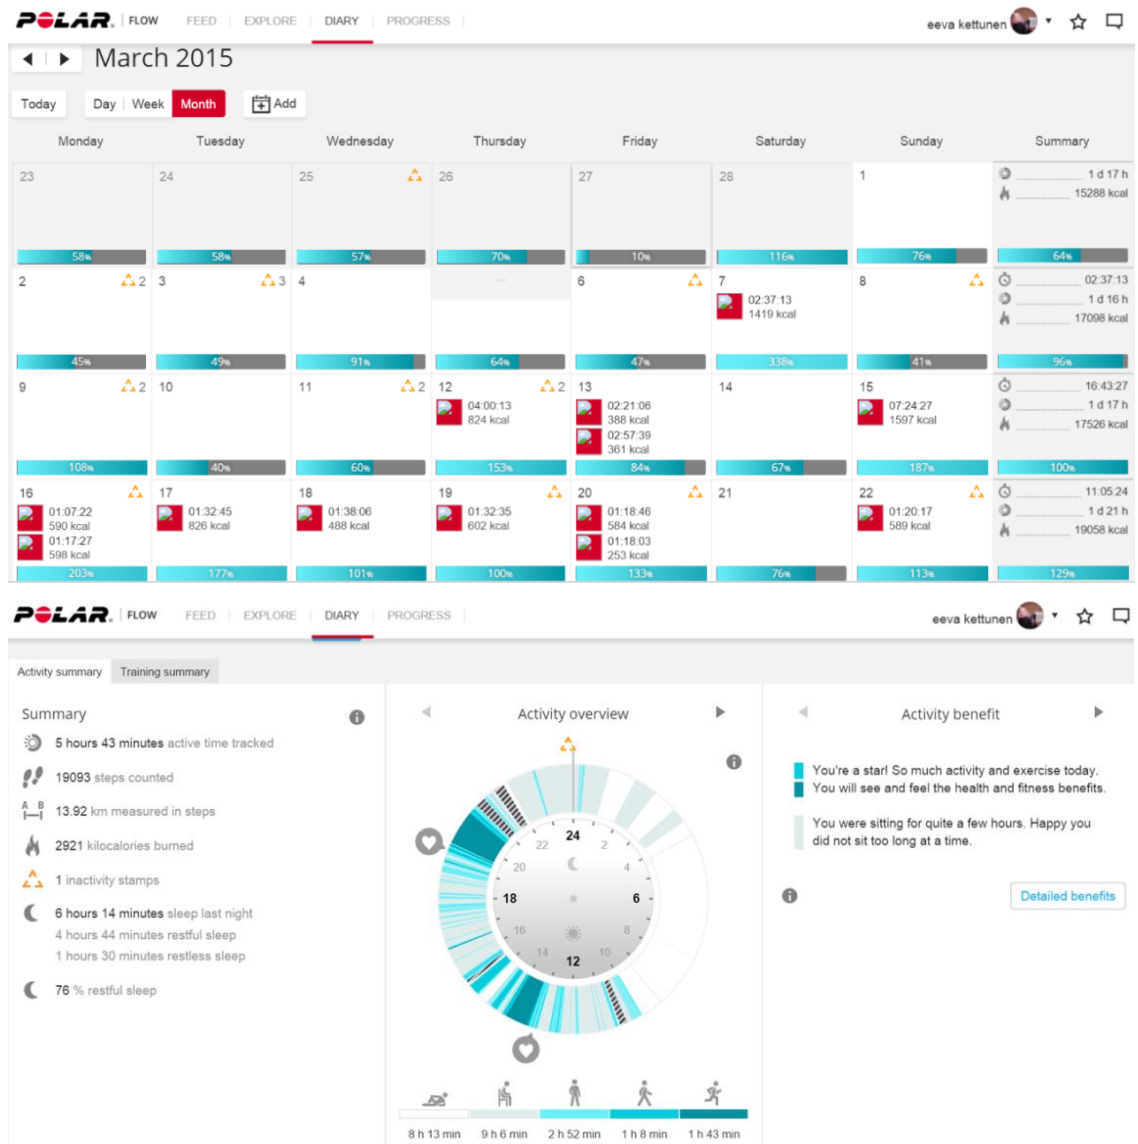 POLAR. FLOW FEED EXPLORE DIARY PROGRESS eeva kettunen
March 2015
Today Day Week Month Add
Monday Tuesday Wednesday Thursday Friday Saturday Sunday Summary
23 24 25 26 27 28 1 1 d 17 h
15288 kcal
58% 58% 57% 70% 10% 116% 76% 64%
2 2 3 3 4 6 7 8 02:37:13
02:37:13 1 d 16 h
1419 kcal 17098 kcal
45% 49% 91% 64% 47% 338% 41% 96%
9 2 10 11 2 12 2 13 14 15 16:43:27
04:00:13 02:21:06 07:24:27 1 d 17 h
824 kcal 388 kcal 1597 kcal 17526 kcal
02:57:39
361 kcal
108% 40% 60% 153% 84% 67% 187% 100%
16 17 18 19 20 21 22 11:05:24
01:07:22 01:32:45 01:38:06 01:32:35 01:18:46 01:20:17 1 d 21 h
590 kcal 826 kcal 488 kcal 602 kcal 584 kcal 589 kcal 19058 kcal
01:17:27 01:18:03
598 kcal 253 kcal
203% 177% 101% 100% 133% 76% 113% 129%
POLAR. FLOW FEED EXPLORE DIARY PROGRESS eeva kettunen
Activity summary Training summary
Summary
5 hours 43 minutes active time tracked
19093 steps counted
A B 13.92 km measured in steps
2921 kilocalories burned
1 inactivity stamps
6 hours 14 minutes sleep last night
4 hours 44 minutes restful sleep
1 hours 30 minutes restless sleep
76 % restful sleep
Activity overview
24
22 2
20 4
18 6
16 8
14 10
12
8 h 13 min 9 h 6 min 2 h 52 min 1 h 8 min 1 h 43 min
Activity benefit
You're a star! So much activity and exercise today.
You will see and feel the health and fitness benefits.
You were sitting for quite a few hours. Happy you
did not sit too long at a time.
Detailed benefits